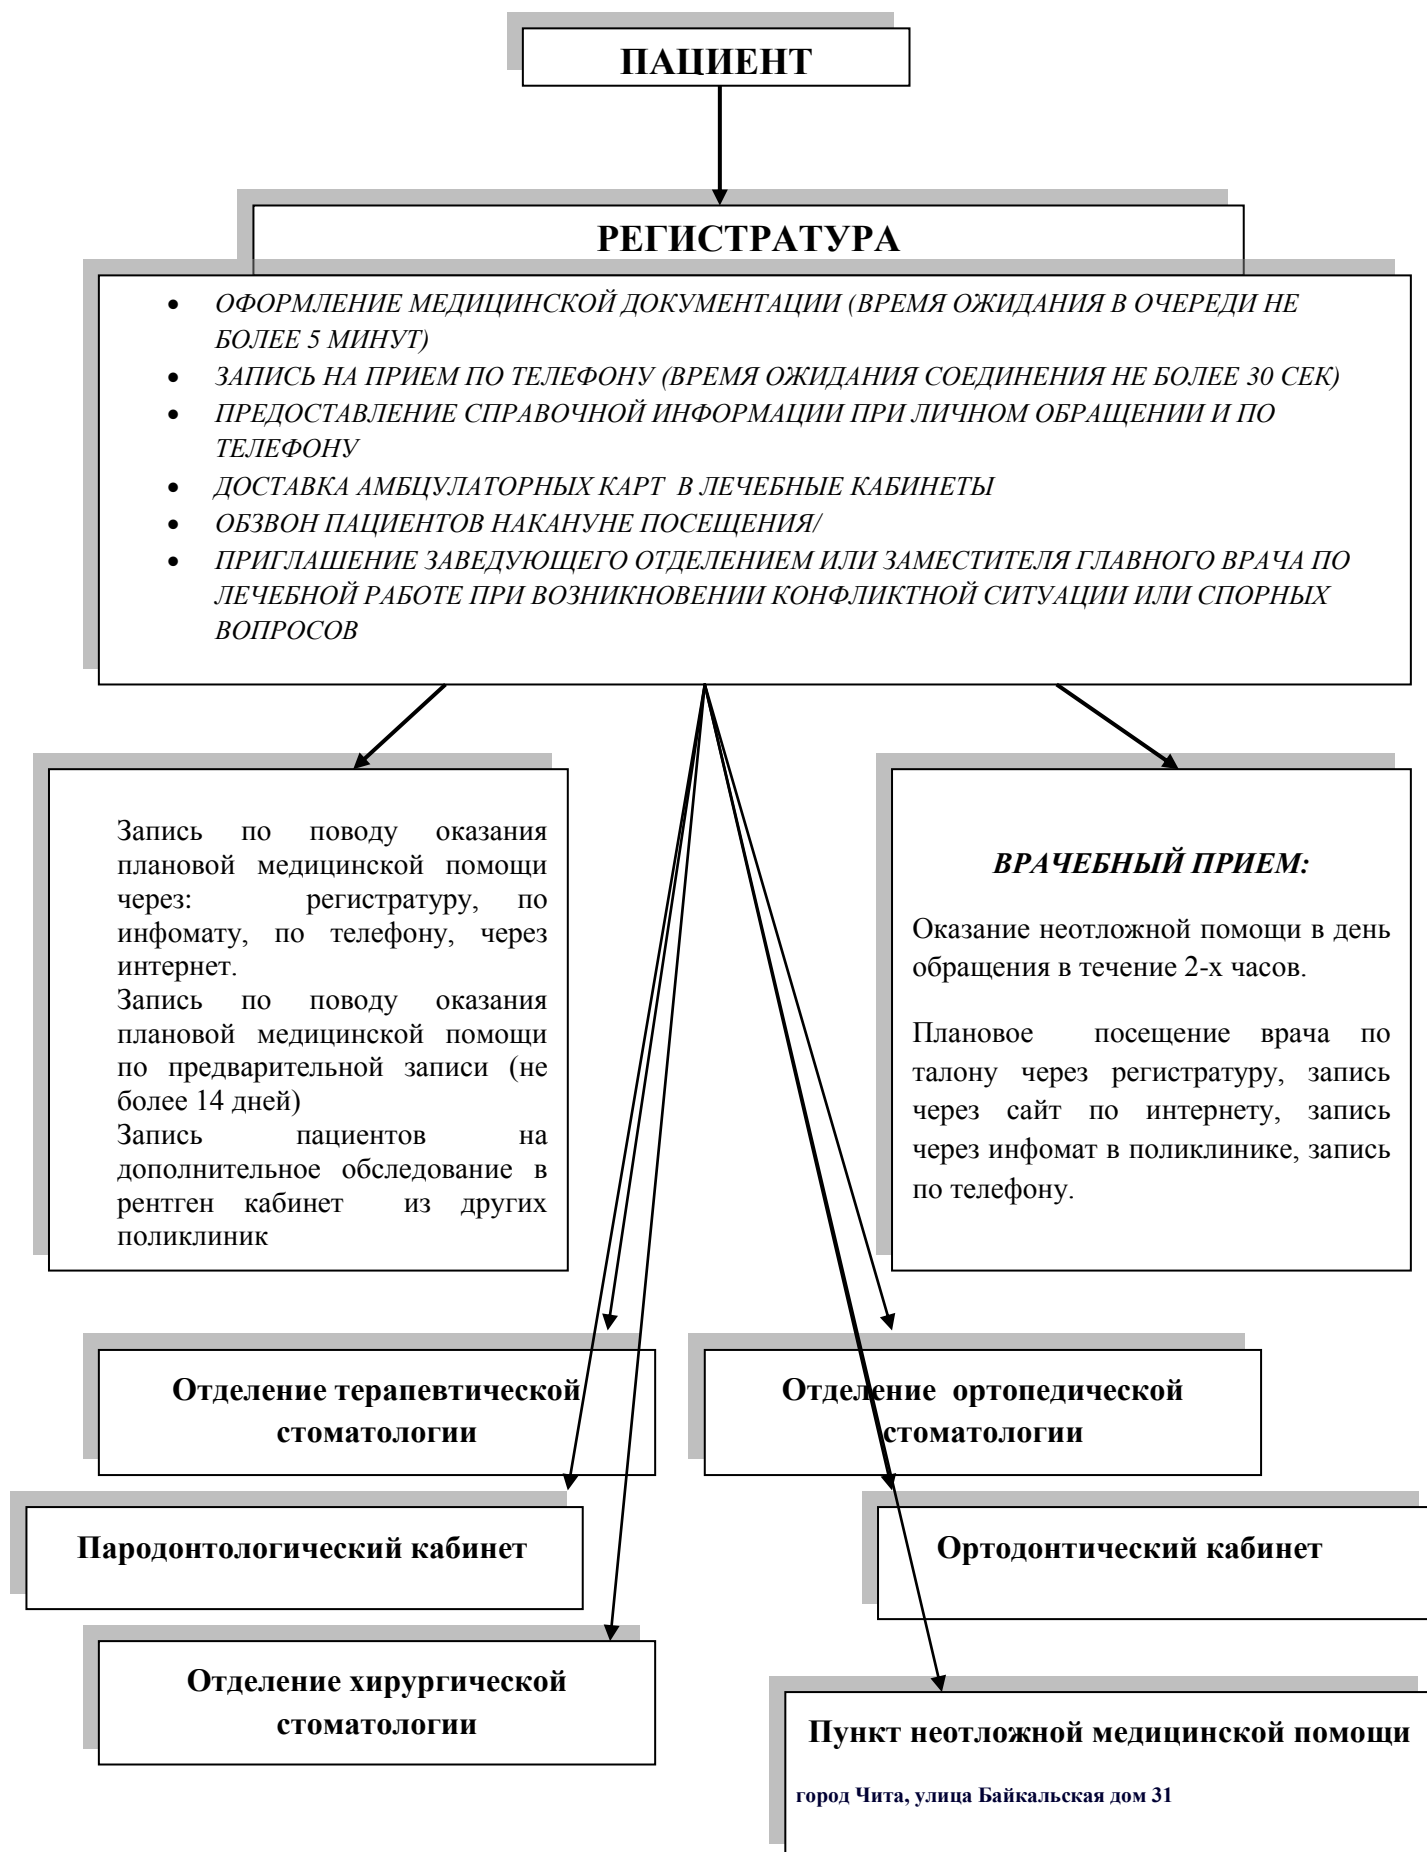 ПАЦИЕНТ
РЕГИСТРАТУРА
• ОФОРМЛЕНИЕ МЕДИЦИНСКОЙ ДОКУМЕНТАЦИИ (ВРЕМЯ ОЖИДАНИЯ В ОЧЕРЕДИ НЕ
БОЛЕЕ 5 МИНУТ)
• ЗАПИСЬ НА ПРИЕМ ПО ТЕЛЕФОНУ (ВРЕМЯ ОЖИДАНИЯ СОЕДИНЕНИЯ НЕ БОЛЕЕ 30 СЕК)
• ПРЕДОСТАВЛЕНИЕ СПРАВОЧНОЙ ИНФОРМАЦИИ ПРИ ЛИЧНОМ ОБРАЩЕНИИ И ПО
ТЕЛЕФОНУ
• ДОСТАВКА АМБЦУЛАТОРНЫХ КАРТ В ЛЕЧЕБНЫЕ КАБИНЕТЫ
• ОБЗВОН ПАЦИЕНТОВ НАКАНУНЕ ПОСЕЩЕНИЯ/
• ПРИГЛАШЕНИЕ ЗАВЕДУЮЩЕГО ОТДЕЛЕНИЕМ ИЛИ ЗАМЕСТИТЕЛЯ ГЛАВНОГО ВРАЧА ПО
ЛЕЧЕБНОЙ РАБОТЕ ПРИ ВОЗНИКНОВЕНИИ КОНФЛИКТНОЙ СИТУАЦИИ ИЛИ СПОРНЫХ
ВОПРОСОВ
Запись по поводу оказания
плановой медицинской помощи
через: регистратуру, по
инфомату, по телефону, через
интернет.
Запись по поводу оказания
плановой медицинской помощи
по предварительной записи (не
более 14 дней)
Запись пациентов на
дополнительное обследование в
рентген кабинет из других
поликлиник
ВРАЧЕБНЫЙ ПРИЕМ:
Оказание неотложной помощи в день
обращения в течение 2-х часов.
Плановое посещение врача по
талону через регистратуру, запись
через сайт по интернету, запись
через инфомат в поликлинике, запись
по телефону.
Отделение терапевтической
стоматологии
Отделение ортопедической
стоматологии
Пародонтологический кабинет
Ортодонтический кабинет
Отделение хирургической
стоматологии
Пункт неотложной медицинской помощи
город Чита, улица Байкальская дом 31